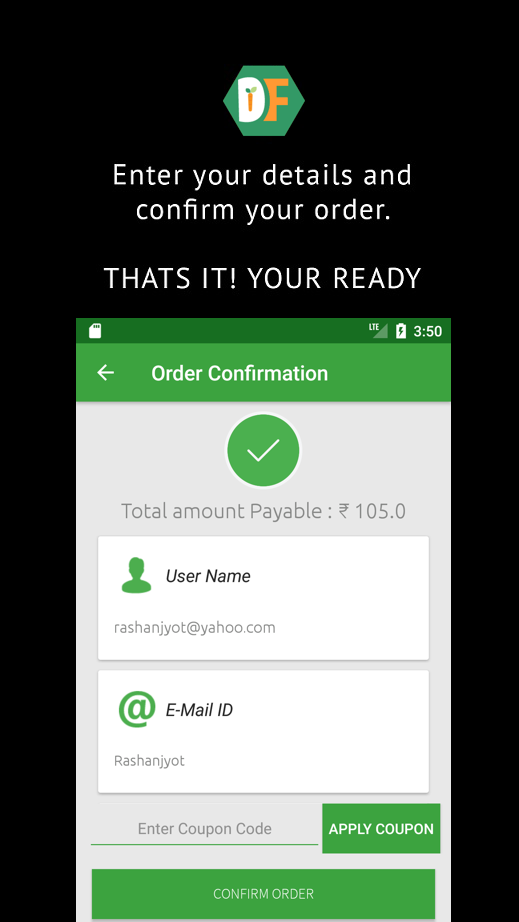 DF
Enter your details and
confirm your order.
THATS IT! YOUR READY
LTE 3:50
Order Confirmation
Total amount Payable : ₹ 105.0
User Name
rashanjyot@yahoo.com
E-Mail ID
Rashanjyot
Enter Coupon Code APPLY COUPON
CONFIRM ORDER